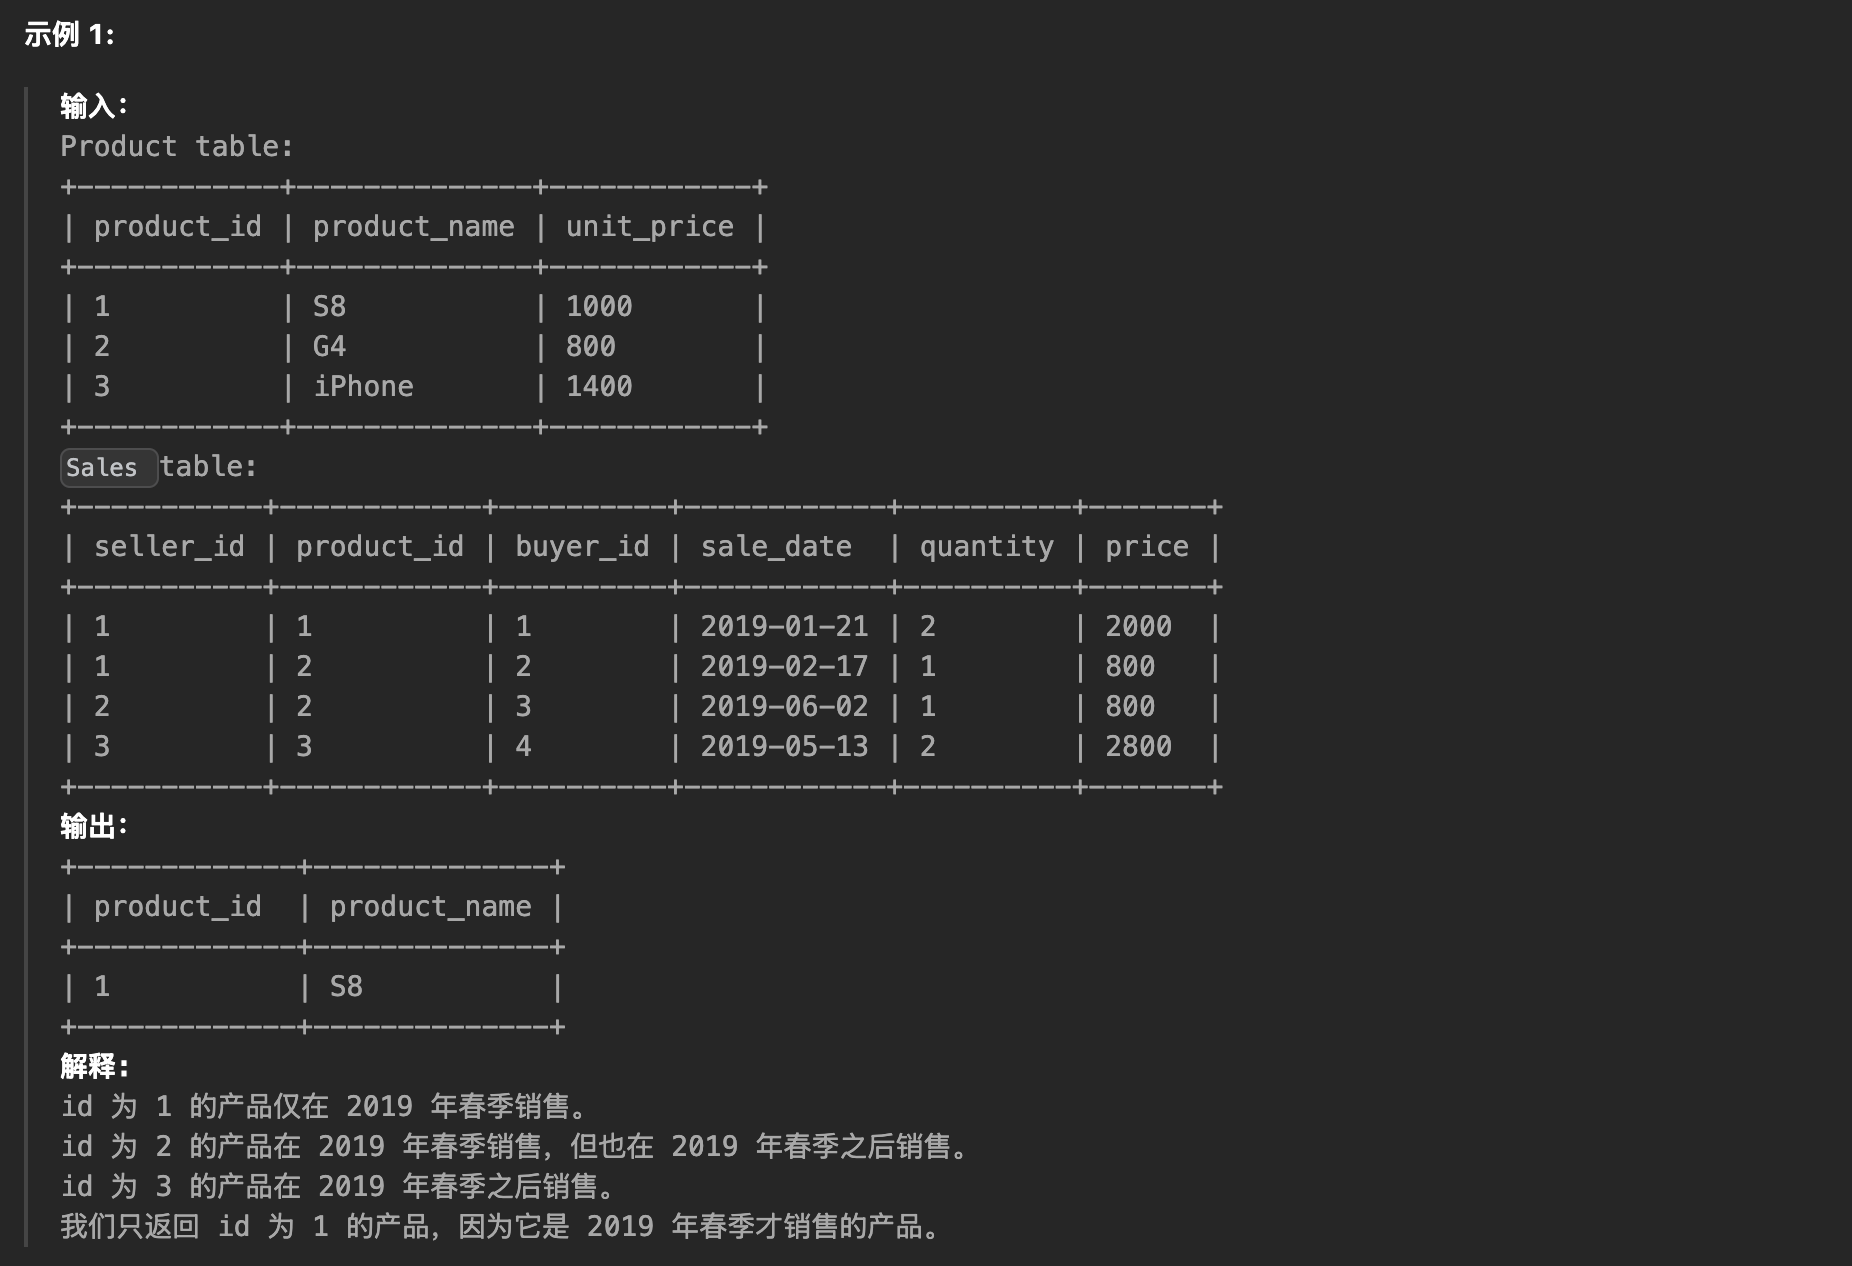 示例 1:
输入：
Product table:
+------------+--------------+------------+
| product_id | product_name | unit_price |
+------------+--------------+------------+
| 1          | S8           | 1000       |
| 2          | G4           | 800        |
| 3          | iPhone       | 1400       |
+------------+--------------+------------+
Sales table:
+-----------+------------+----------+------------+----------+-------+
| seller_id | product_id | buyer_id | sale_date  | quantity | price |
+-----------+------------+----------+------------+----------+-------+
| 1         | 1          | 1        | 2019-01-21 | 2        | 2000  |
| 1         | 2          | 2        | 2019-02-17 | 1        | 800   |
| 2         | 2          | 3        | 2019-06-02 | 1        | 800   |
| 3         | 3          | 4        | 2019-05-13 | 2        | 2800  |
+-----------+------------+----------+------------+----------+-------+
输出：
+-------------+--------------+
| product_id  | product_name |
+-------------+--------------+
| 1           | S8           |
+-------------+--------------+
解释:
id 为 1 的产品仅在 2019 年春季销售。
id 为 2 的产品在 2019 年春季销售，但也在 2019 年春季之后销售。
id 为 3 的产品在 2019 年春季之后销售。
我们只返回 id 为 1 的产品，因为它是 2019 年春季才销售的产品。